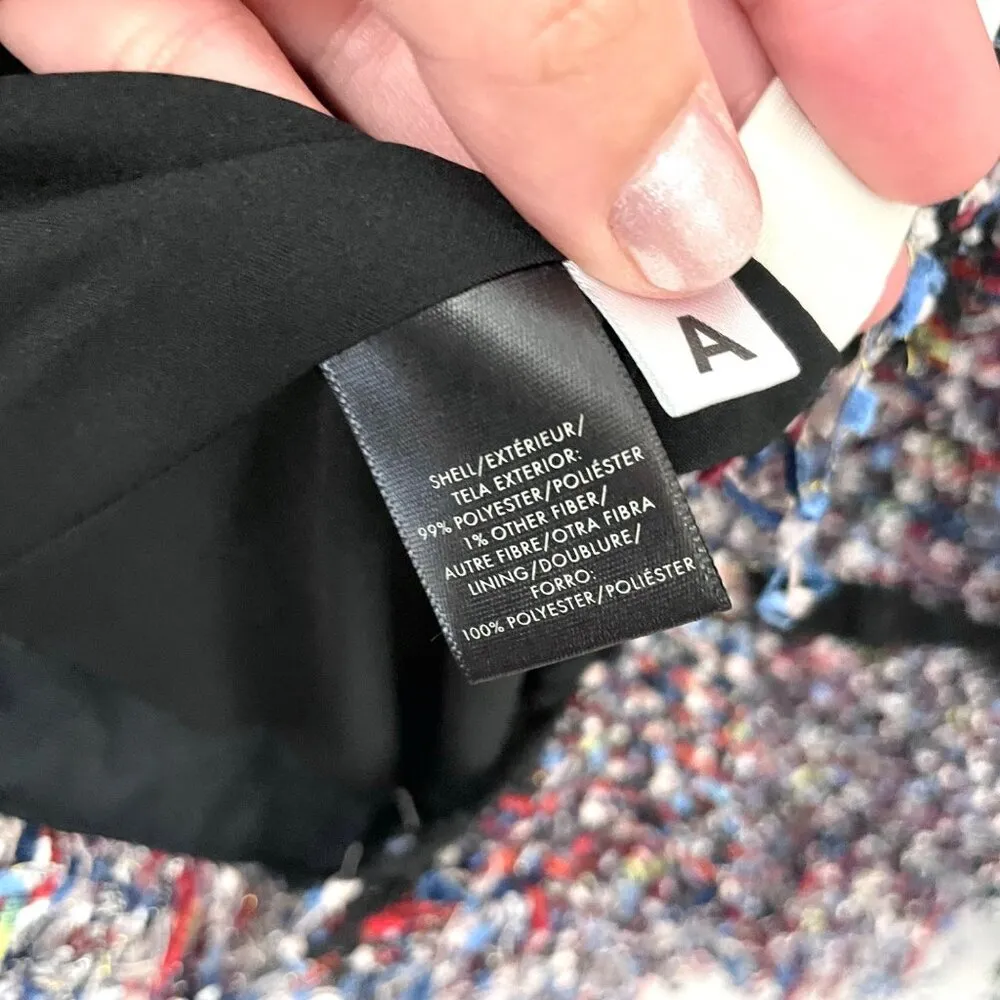 A
SHELL/EXTÉRIEUR/
TELA EXTERIOR:
99% POLYESTER/POLIÉSTER
1% OTHER FIBER/
AUTRE FIBRE/OTRA FIBRA
LINING/DOUBLURE/
FORRO:
100% POLYESTER/POLIÉSTER